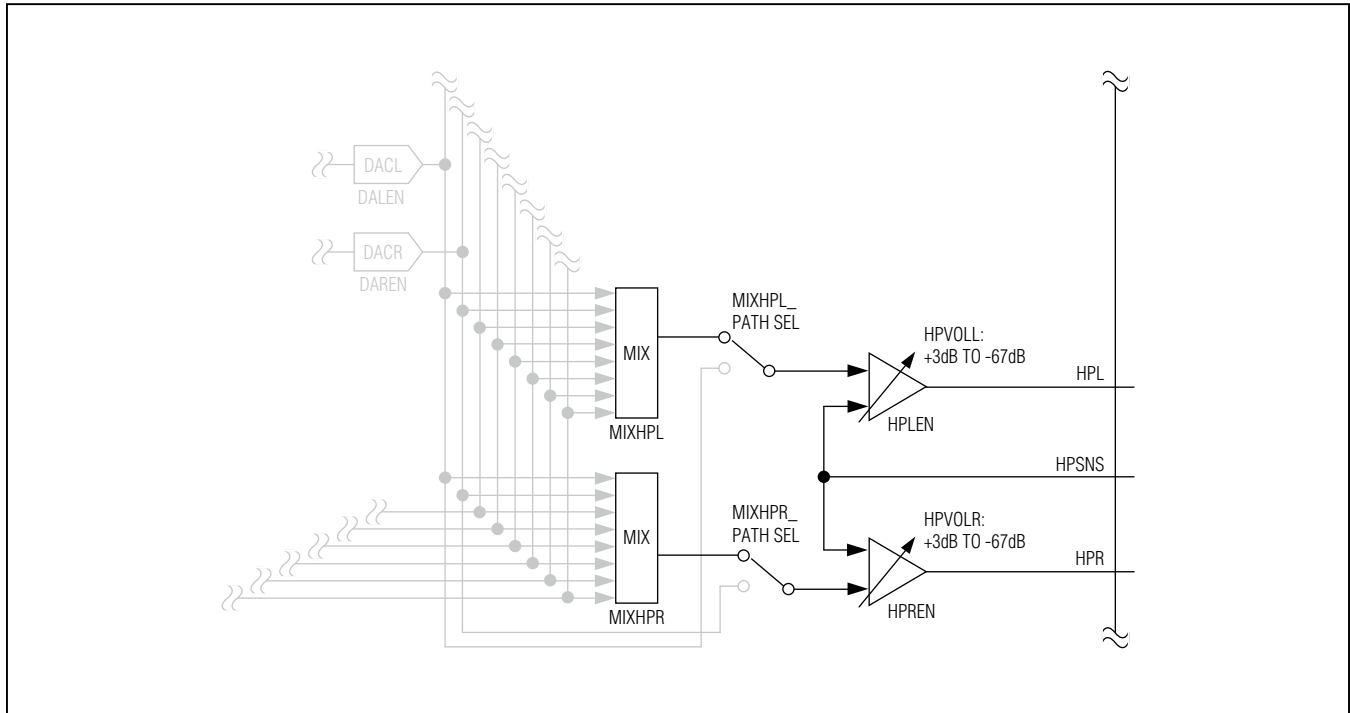 DACL
DALEN
DACR
DAREN
MIX
MIXHPL
MIXHPL_
PATH SEL
HPVOLL:
+3dB TO -67dB
HPLEN
HPL
HPSNS
MIX
MIXHPR
MIXHPR_
PATH SEL
HPVOLR:
+3dB TO -67dB
HPREN
HPR